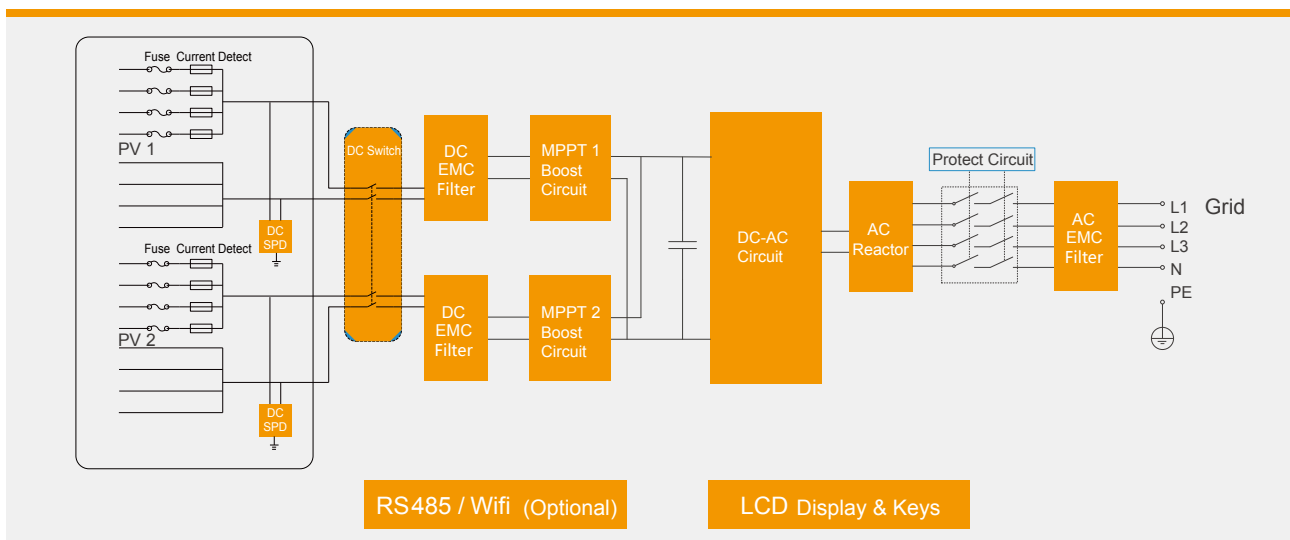 Fuse Current Detect
PV 1
DC
SPD
Fuse Current Detect
PV 2
DC
SPD
DC Switch
DC
EMC
Filter
MPPT 1
Boost
Circuit
DC
EMC
Filter
MPPT 2
Boost
Circuit
DC-AC
Circuit
AC
Reactor
Protect Circuit
AC
EMC
Filter
L1 Grid
L2
L3
N
PE
RS485 / Wifi (Optional)
LCD Display & Keys